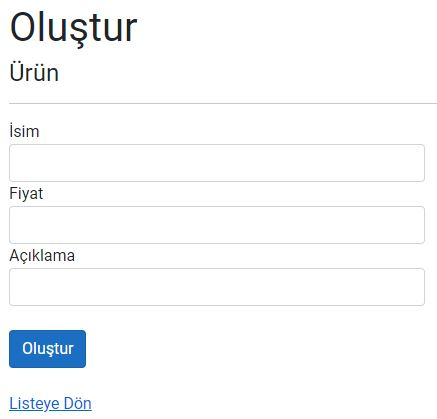 Oluştur
Ürün
İsim
Fiyat
Açıklama
Oluştur
Listeye Dön